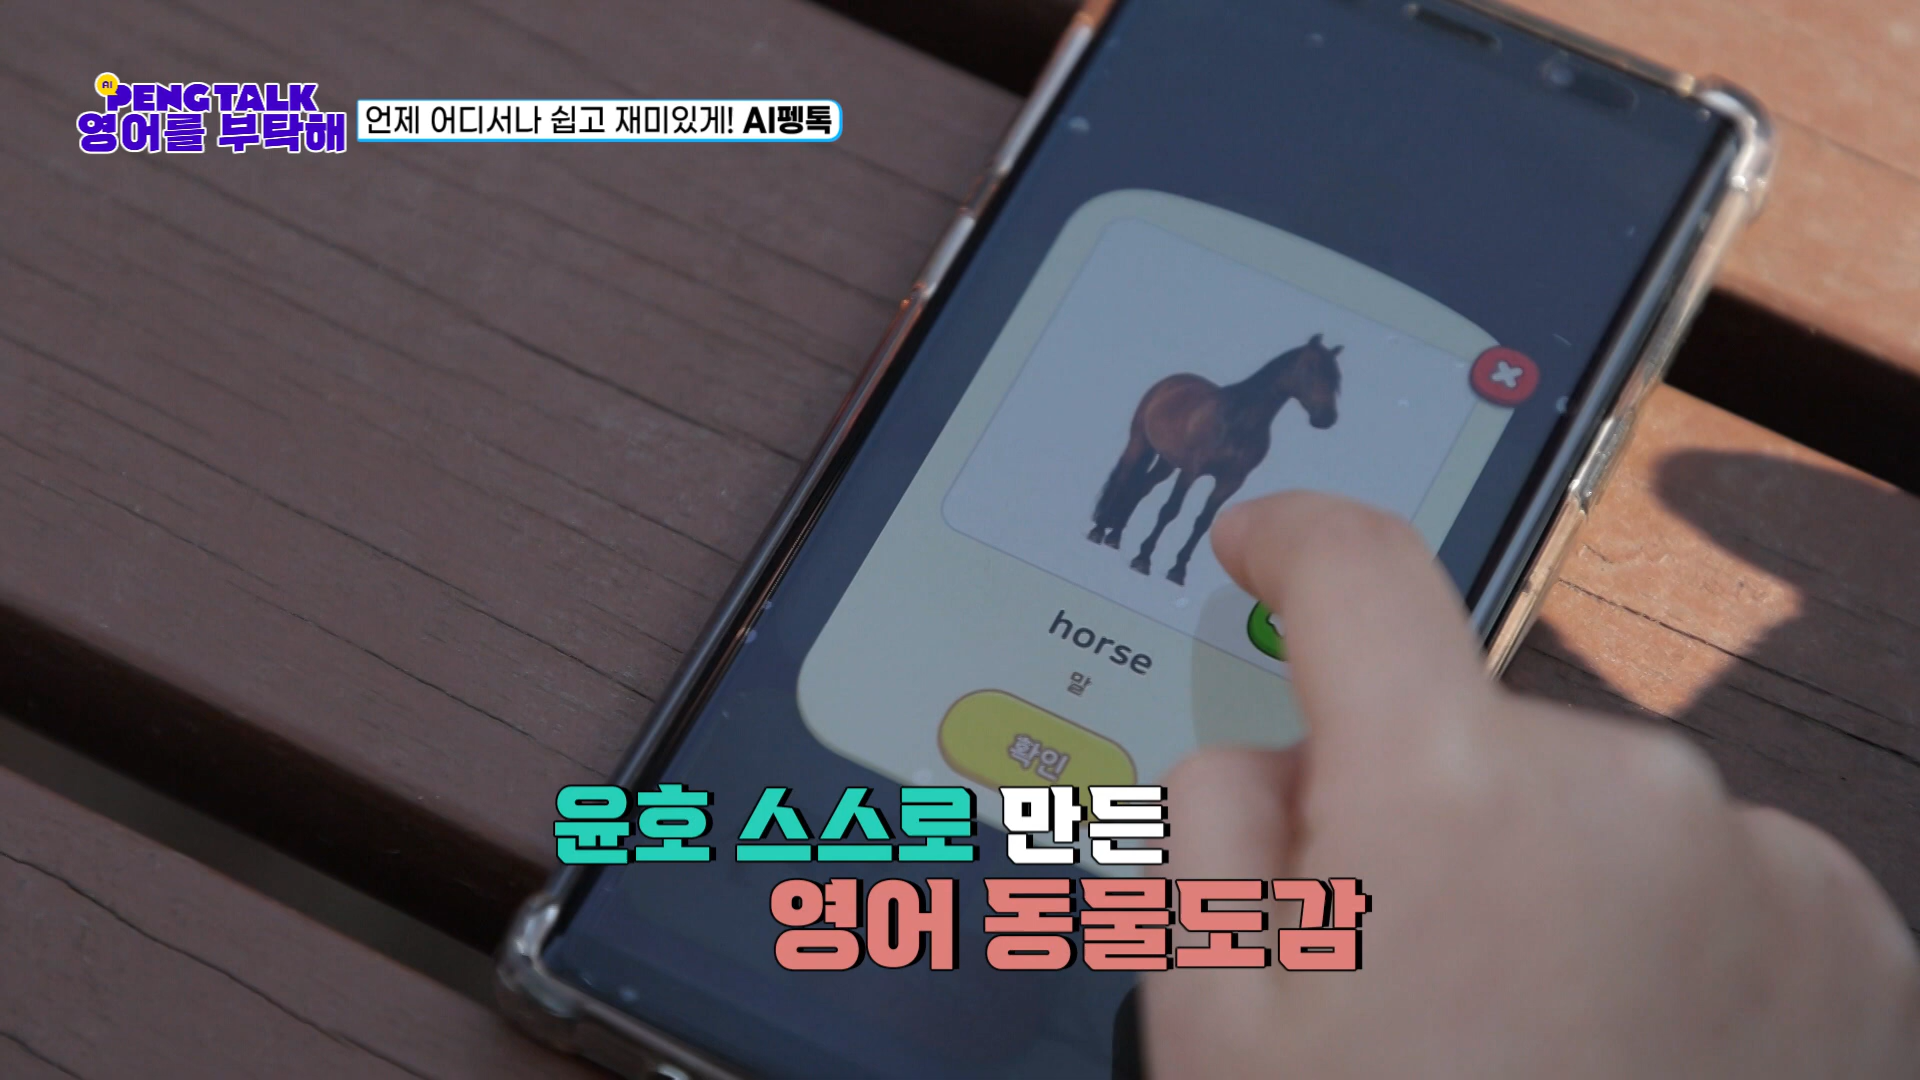 AI
PENGTALK
영어를 부탁해
언제 어디서나 쉽고 재미있게! AI펭톡
horse
말
확인
윤호 스스로 만든
영어 동물도감